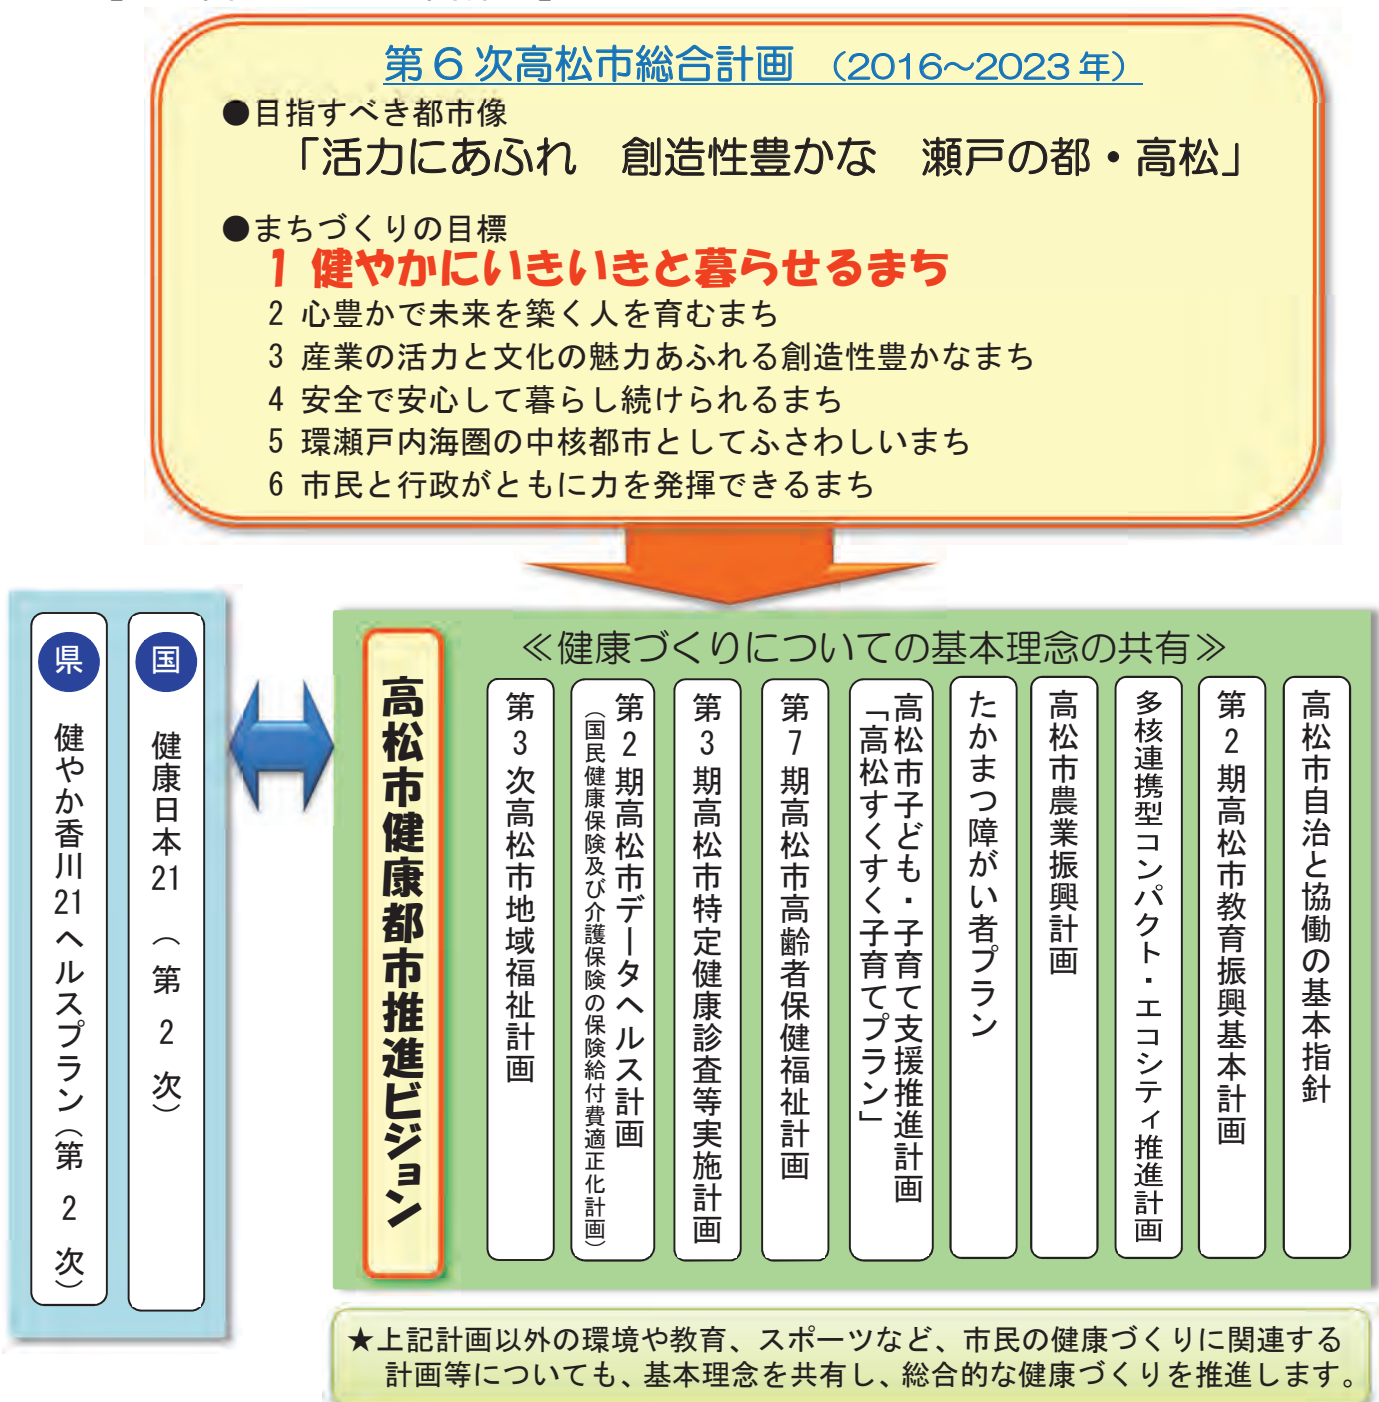 第６次高松市総合計画　（2016～2023年）
●目指すべき都市像
「活力にあふれ　創造性豊かな　瀬戸の都・高松」
●まちづくりの目標
1 健やかにいきいきと暮らせるまち
2 心豊かで未来を築く人を育むまち
3 産業の活力と文化の魅力あふれる創造性豊かなまち
4 安全で安心して暮らし続けられるまち
5 環瀬戸内海圏の中核都市としてふさわしいまち
6 市民と行政がともに力を発揮できるまち
県
健やか香川21ヘルスプラン（第2次）
国
健康日本21（第2次）
高松市健康都市推進ビジョン
≪健康づくりについての基本理念の共有≫
第3次高松市地域福祉計画
第2期高松市データヘルス計画
（国民健康保険及び介護保険の保険給付費適正化計画）
第3期高松市特定健康診査等実施計画
第7期高松市高齢者保健福祉計画
高松市子ども・子育て支援推進計画
「高松すくすく子育てプラン」
たかまつ障がい者プラン
高松市農業振興計画
多核連携型コンパクト・エコシティ推進計画
第2期高松市教育振興基本計画
高松市自治と協働の基本指針
★上記計画以外の環境や教育、スポーツなど、市民の健康づくりに関連する
計画等についても、基本理念を共有し、総合的な健康づくりを推進します。